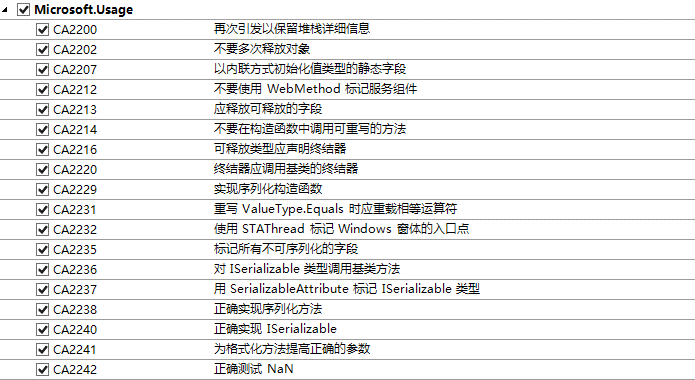 Microsoft.Usage
CA2200 再次引发以保留堆栈详细信息
CA2202 不要多次释放对象
CA2207 以内联方式初始化值类型的静态字段
CA2212 不要使用 WebMethod 标记服务组件
CA2213 应释放可释放的字段
CA2214 不要在构造函数中调用可重写的方法
CA2216 可释放类型应声明终结器
CA2220 终结器应调用基类的终结器
CA2229 实现序列化构造函数
CA2231 重写 ValueType.Equals 时应重载相等运算符
CA2232 使用 STAThread 标记 Windows 窗体的入口点
CA2235 标记所有不可序列化的字段
CA2236 对 ISerializable 类型调用基类方法
CA2237 用 SerializableAttribute 标记 ISerializable 类型
CA2238 正确实现序列化方法
CA2240 正确实现 ISerializable
CA2241 为格式化方法提高正确的参数
CA2242 正确测试 NaN